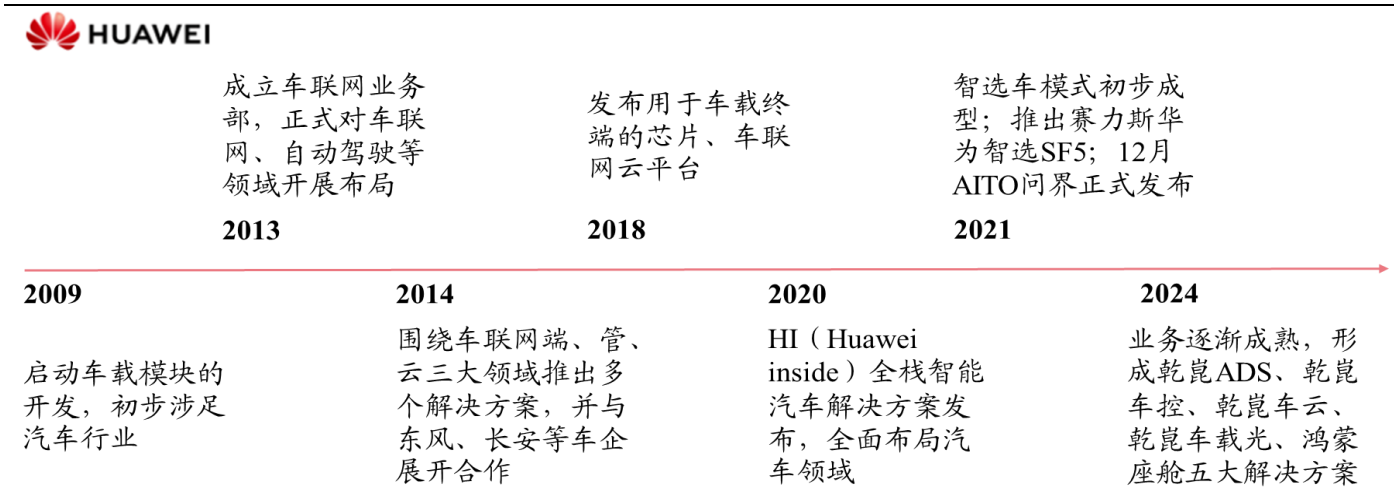 HUAWEI
成立车联网业务
部，正式对车联
网、自动驾驶等
领域开展布局
2013
发布用于车载终
端的芯片、车联
网云平台
2018
智选车模式初步成
型；推出赛力斯华
为智选SF5；12月
AITO问界正式发布
2021
2009
启动车载模块的
开发，初步涉足
汽车行业
2014
围绕车联网端、管、
云三大领域推出多
个解决方案，并与
东风、长安等车企
展开合作
2020
HI（Huawei
inside）全栈智能
汽车解决方案发
布，全面布局汽
车领域
2024
业务逐渐成熟，形
成乾崑ADS、乾崑
车控、乾崑车云、
乾崑车载光、鸿蒙
座舱五大解决方案